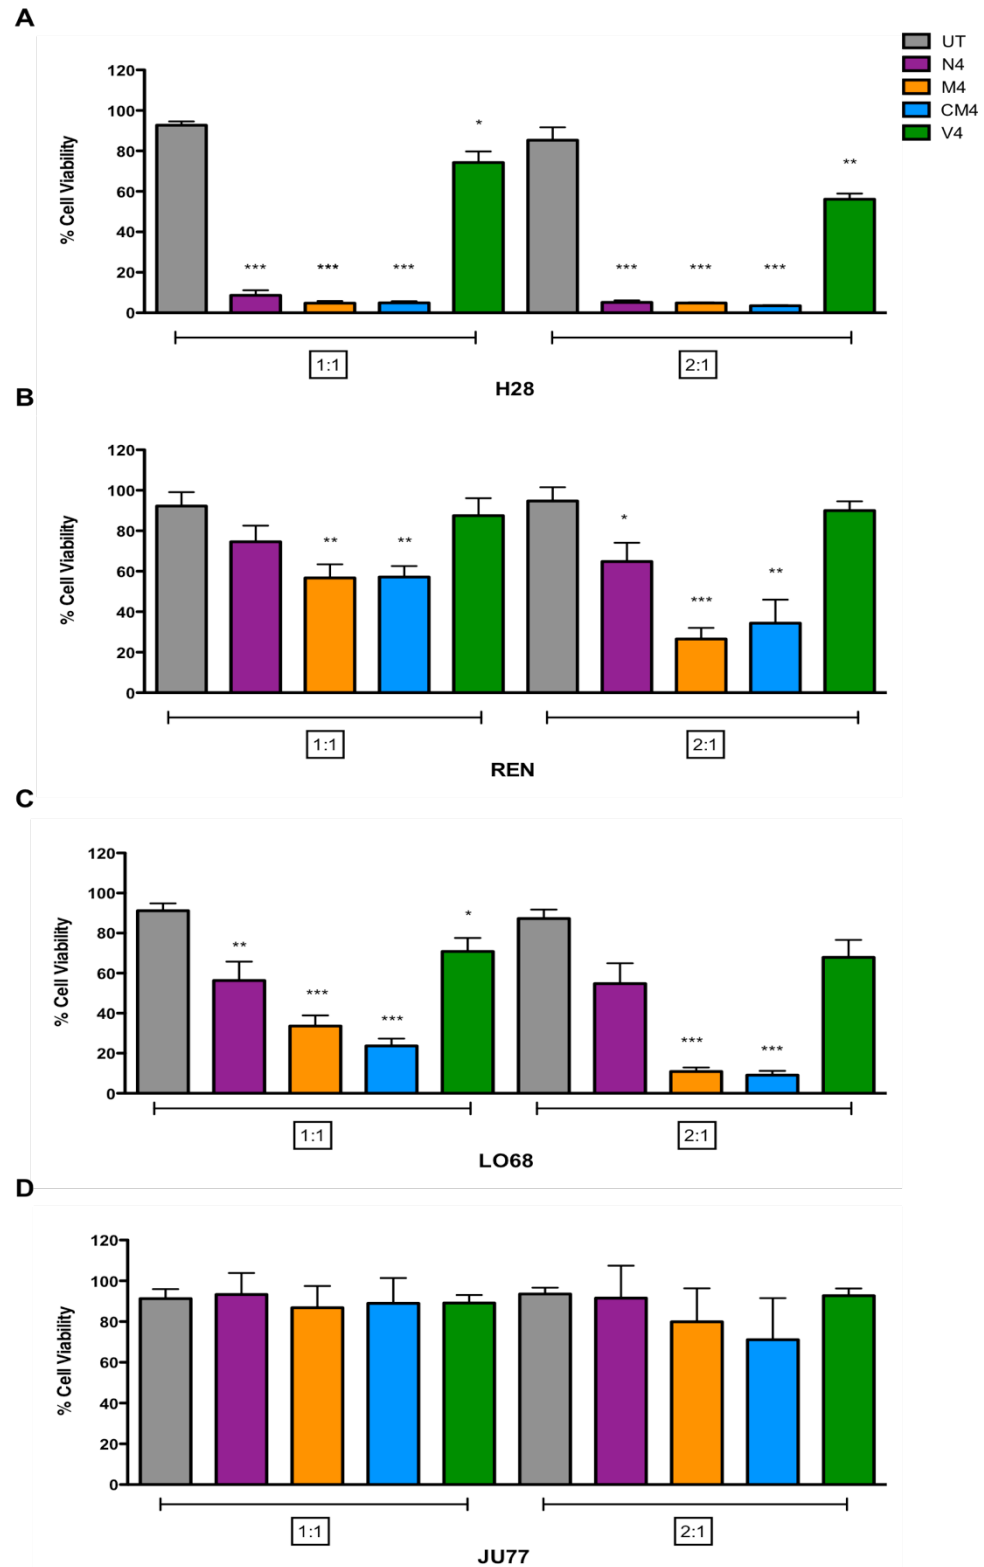 A
UT
N4
M4
CM4
V4
% Cell Viability
120
100
80
60
40
20
0
*
**
*** *** *** *** *** ***
1:1 2:1
H28
B
% Cell Viability
120
100
80
60
40
20
0
*
** ** **
***
1:1 2:1
REN
C
% Cell Viability
120
100
80
60
40
20
0
*
**
***
*** *** ***
1:1 2:1
LO68
D
% Cell Viability
120
100
80
60
40
20
0
1:1 2:1
JU77